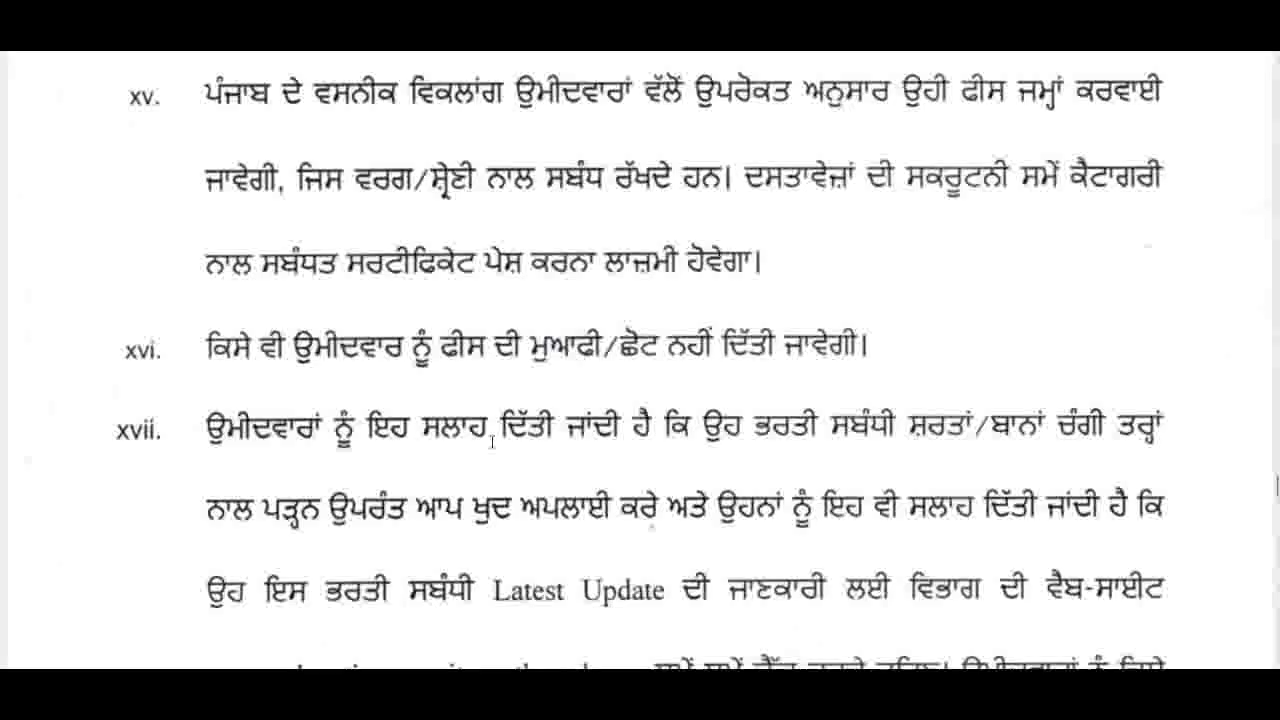 xv. ਪੰਜਾਬ ਦੇ ਵਸਨੀਕ ਵਿਕਲਾਂਗ ਉਮੀਦਵਾਰਾਂ ਵੱਲੋਂ ਉਪਰੋਕਤ ਅਨੁਸਾਰ ਉਹੀ ਫੀਸ ਜਮ੍ਹਾਂ ਕਰਵਾਈ
ਜਾਵੇਗੀ, ਜਿਸ ਵਰਗ/ਸ਼੍ਰੇਣੀ ਨਾਲ ਸਬੰਧ ਰੱਖਦੇ ਹਨ। ਦਸਤਾਵੇਜ਼ਾਂ ਦੀ ਸਕਰੂਟਨੀ ਸਮੇਂ ਕੈਟਾਗਰੀ
ਨਾਲ ਸਬੰਧਤ ਸਰਟੀਫਿਕੇਟ ਪੇਸ਼ ਕਰਨਾ ਲਾਜ਼ਮੀ ਹੋਵੇਗਾ।
xvi. ਕਿਸੇ ਵੀ ਉਮੀਦਵਾਰ ਨੂੰ ਫੀਸ ਦੀ ਮੁਆਫੀ/ਛੋਟ ਨਹੀਂ ਦਿੱਤੀ ਜਾਵੇਗੀ।
xvii. ਉਮੀਦਵਾਰਾਂ ਨੂੰ ਇਹ ਸਲਾਹ ਦਿੱਤੀ ਜਾਂਦੀ ਹੈ ਕਿ ਉਹ ਭਰਤੀ ਸਬੰਧੀ ਸ਼ਰਤਾਂ/ਬਾਨਾਂ ਚੰਗੀ ਤਰ੍ਹਾਂ
ਨਾਲ ਪੜ੍ਹਨ ਉਪਰੰਤ ਆਪ ਖੁਦ ਅਪਲਾਈ ਕਰੇ ਅਤੇ ਉਹਨਾਂ ਨੂੰ ਇਹ ਵੀ ਸਲਾਹ ਦਿੱਤੀ ਜਾਂਦੀ ਹੈ ਕਿ
ਉਹ ਇਸ ਭਰਤੀ ਸਬੰਧੀ Latest Update ਦੀ ਜਾਣਕਾਰੀ ਲਈ ਵਿਭਾਗ ਦੀ ਵੈਬ-ਸਾਈਟ